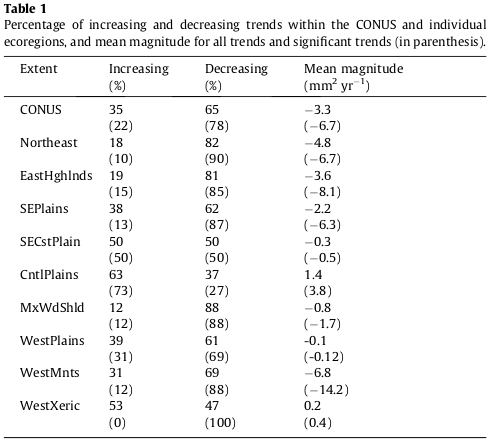 Table 1
Percentage of increasing and decreasing trends within the CONUS and individual
ecoregions, and mean magnitude for all trends and significant trends (in parenthesis).
Extent Increasing Decreasing Mean magnitude
(%) (%) (mm² yr⁻¹)
CONUS 35 65 −3.3
(22) (78) (−6.7)
Northeast 18 82 −4.8
(10) (90) (−6.7)
EastHghlnds 19 81 −3.6
(15) (85) (−8.1)
SEPlains 38 62 −2.2
(13) (87) (−6.3)
SECstPlain 50 50 −0.3
(50) (50) (−0.5)
CntlPlains 63 37 1.4
(73) (27) (3.8)
MxWdShld 12 88 −0.8
(12) (88) (−1.7)
WestPlains 39 61 -0.1
(31) (69) (-0.12)
WestMnts 31 69 −6.8
(12) (88) (−14.2)
WestXeric 53 47 0.2
(0) (100) (0.4)